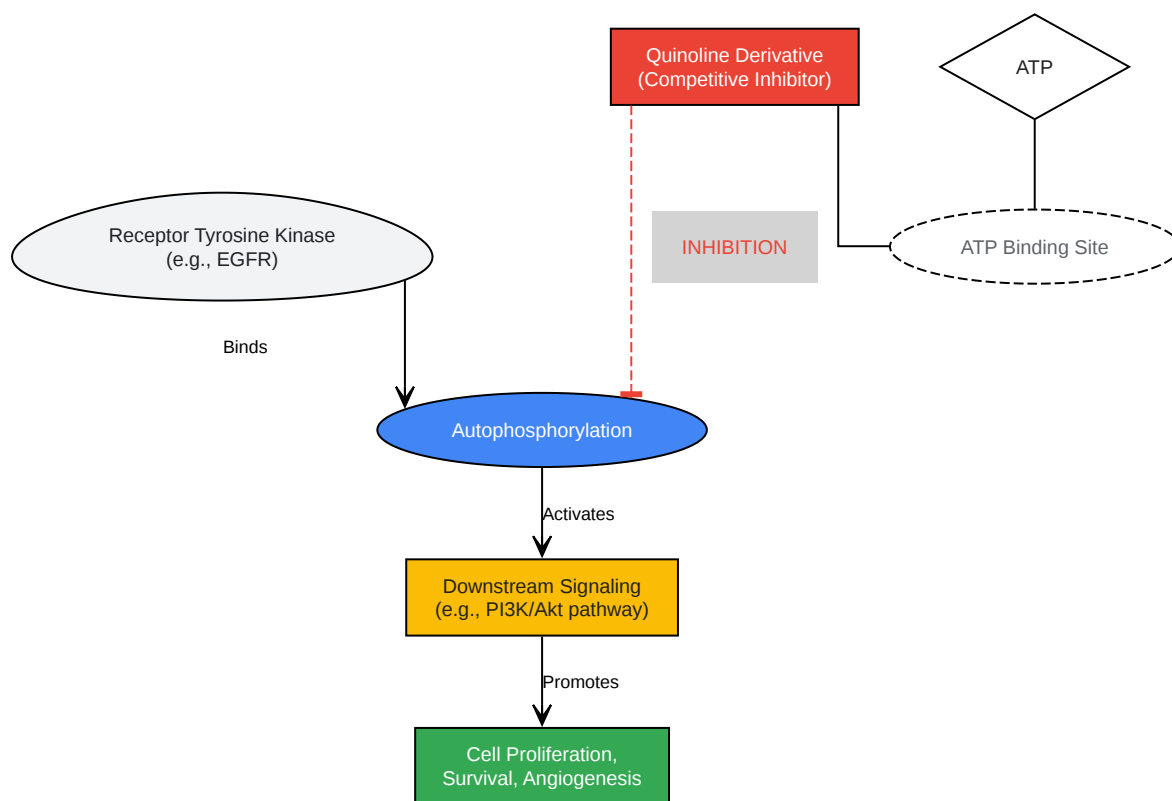 Quinoline Derivative
(Competitive Inhibitor)
ATP
Receptor Tyrosine Kinase
(e.g., EGFR)
INHIBITION
ATP Binding Site
Binds
Autophosphorylation
Activates
Downstream Signaling
(e.g., PI3K/Akt pathway)
Promotes
Cell Proliferation,
Survival, Angiogenesis